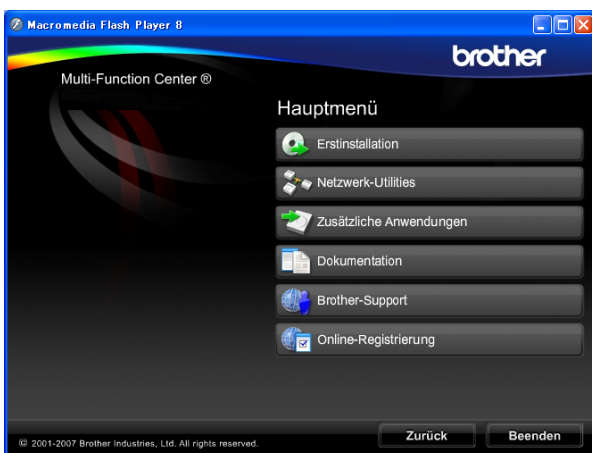 Macromedia Flash Player 8
brother
Multi-Function Center ®
Hauptmenü
Erstinstallation
Netzwerk-Utilities
Zusätzliche Anwendungen
Dokumentation
Brother-Support
Online-Registrierung
Zurück
Beenden
© 2001-2007 Brother Industries, Ltd. All rights reserved.